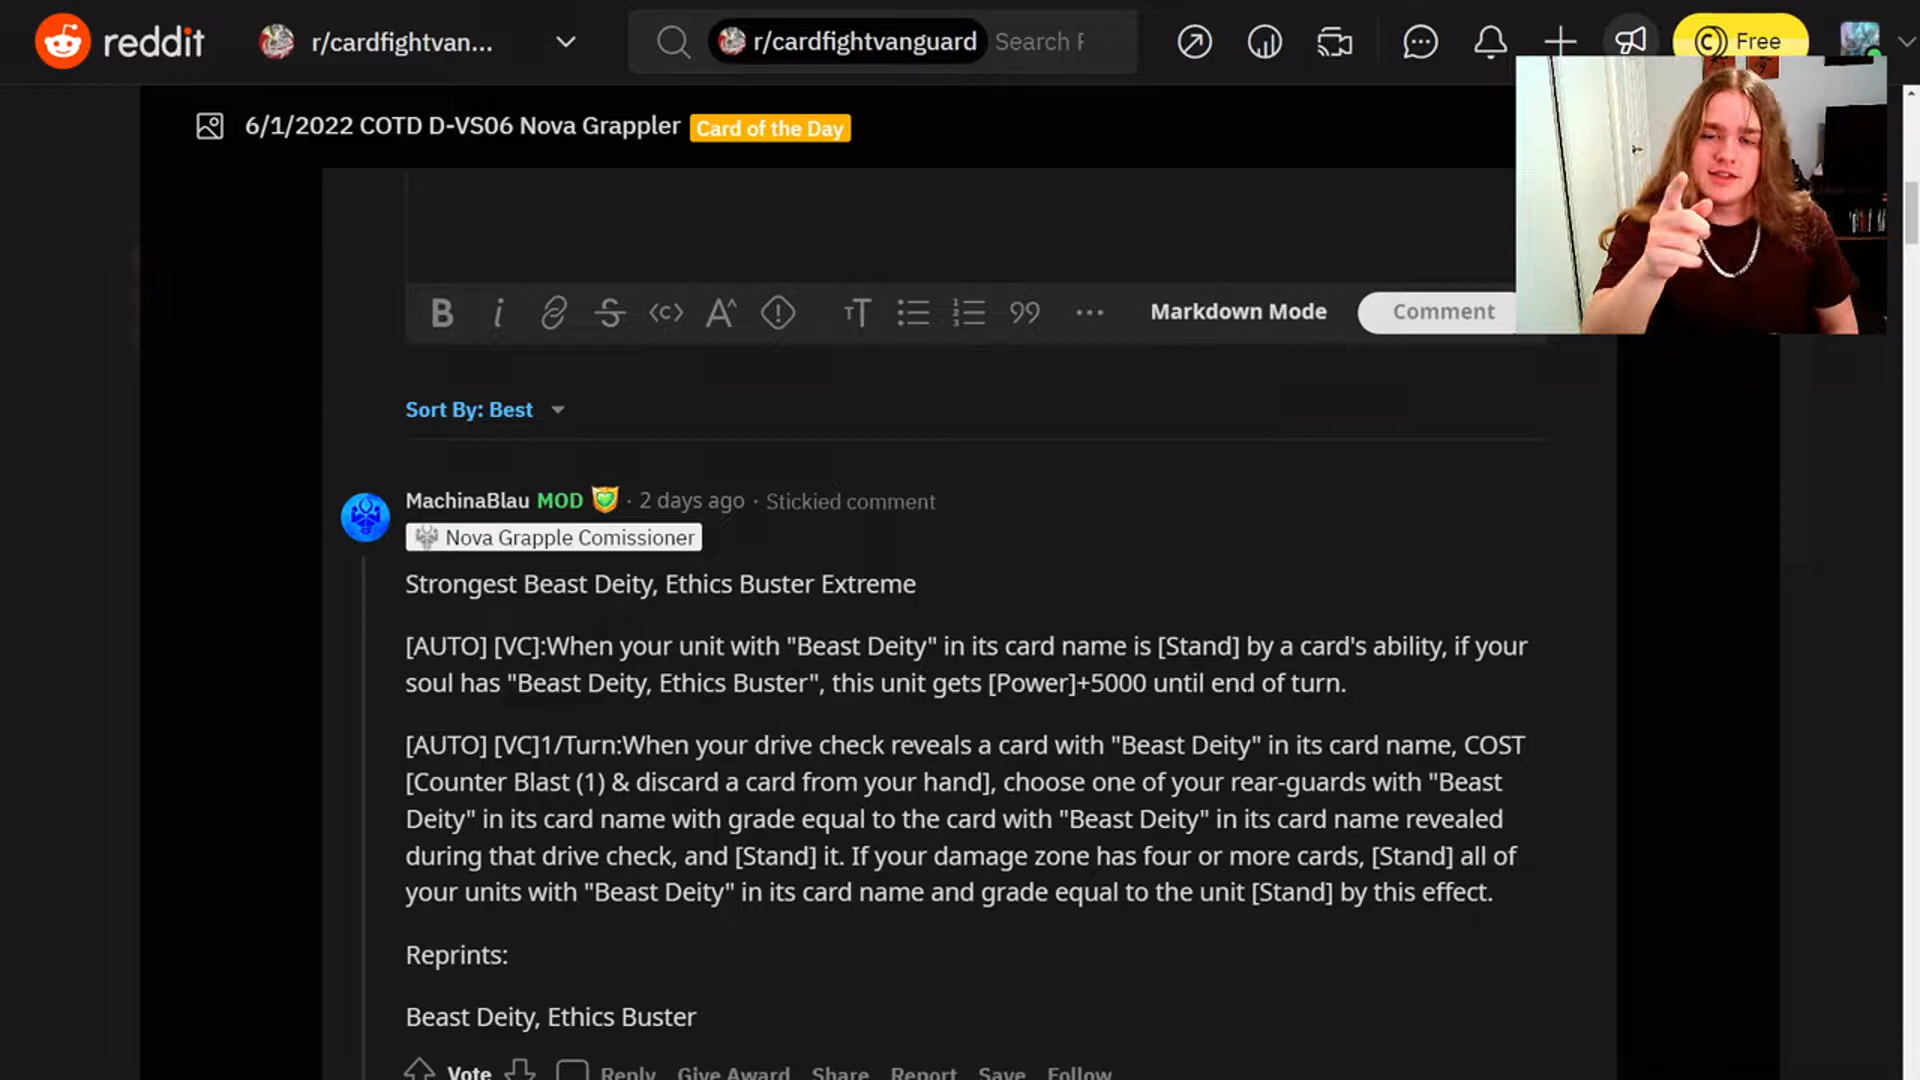 reddit
r/cardfightvan...
r/cardfightvanguard
Search
Free
6/1/2022 COTD D-VS06 Nova Grappler
Card of the Day
Markdown Mode
Comment
Sort By: Best
MachinaBlau MOD · 2 days ago · Stickied comment
Nova Grapple Comissioner
Strongest Beast Deity, Ethics Buster Extreme
[AUTO] [VC]:When your unit with "Beast Deity" in its card name is [Stand] by a card's ability, if your
soul has "Beast Deity, Ethics Buster", this unit gets [Power]+5000 until end of turn.
[AUTO] [VC]1/Turn:When your drive check reveals a card with "Beast Deity" in its card name, COST
[Counter Blast (1) & discard a card from your hand], choose one of your rear-guards with "Beast
Deity" in its card name with grade equal to the card with "Beast Deity" in its card name revealed
during that drive check, and [Stand] it. If your damage zone has four or more cards, [Stand] all of
your units with "Beast Deity" in its card name and grade equal to the unit [Stand] by this effect.
Reprints:
Beast Deity, Ethics Buster
Vote Reply Give Award Share Report Save Follow